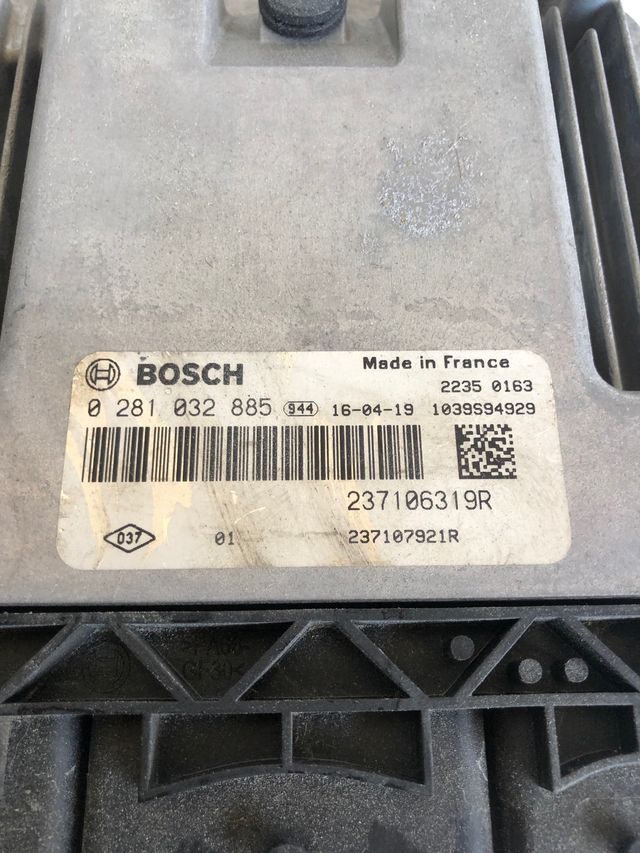 BOSCH Made in France
2235 0163
0 281 032 885 944 16-04-19 1039S94929
237106319R
037 01 237107921R